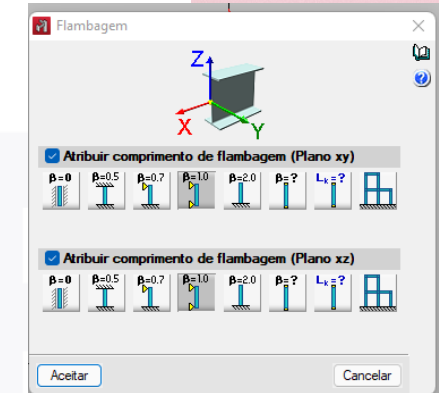 Flambagem
Z
X
Y
Atribuir comprimento de flambagem (Plano xy)
β=0 β=0.5 β=0.7 β=1.0 β=2.0 β=? Lk=?
Atribuir comprimento de flambagem (Plano xz)
β=0 β=0.5 β=0.7 β=1.0 β=2.0 β=? Lk=?
Aceitar Cancelar